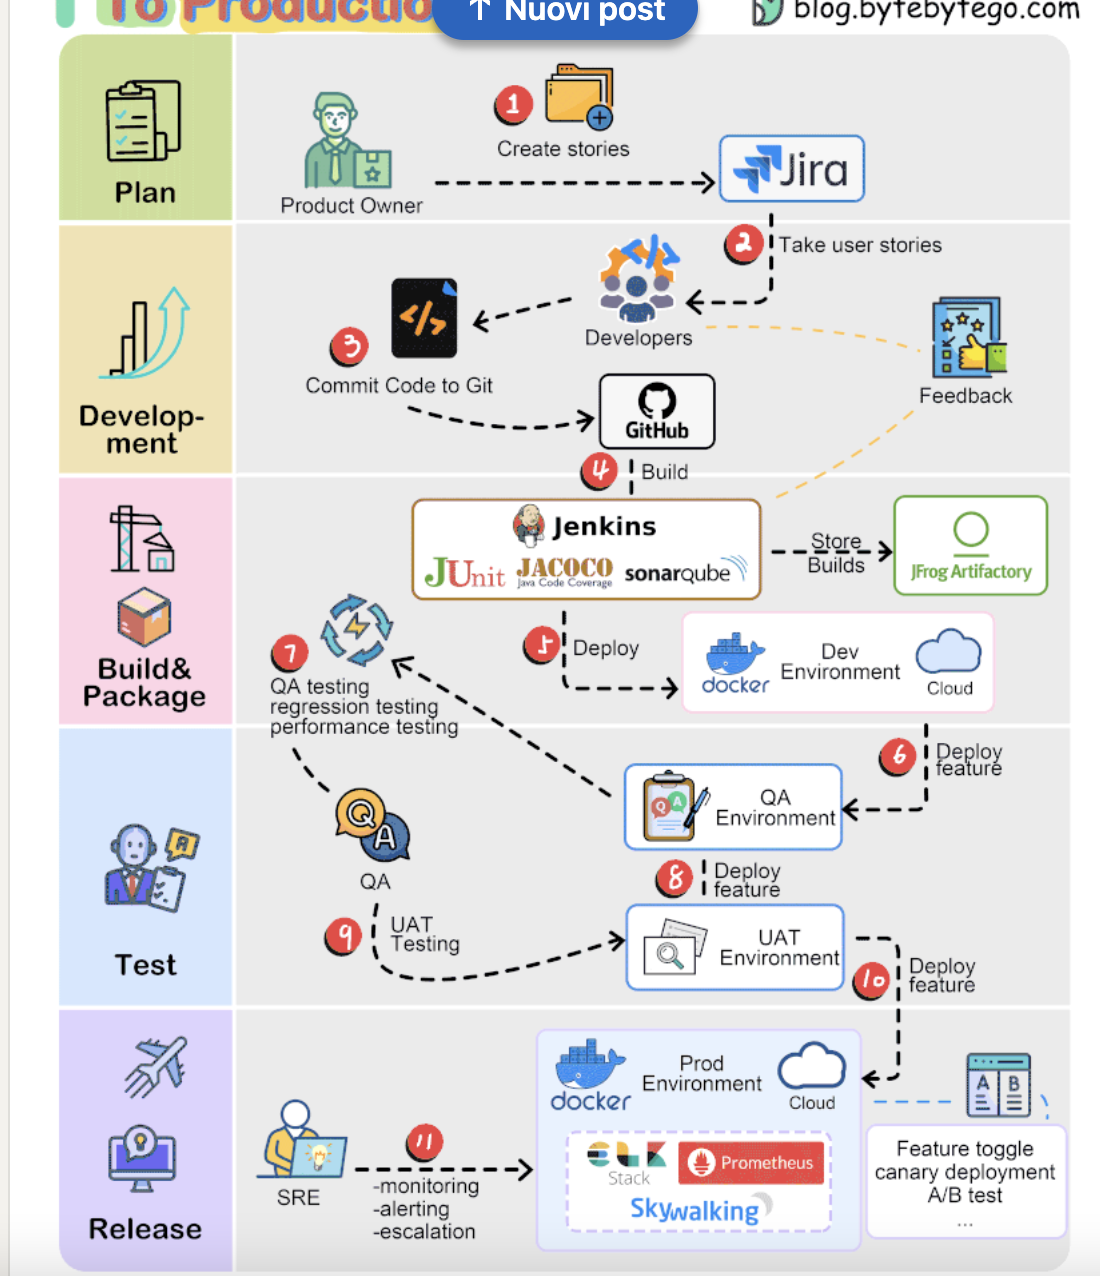 To Production
↑ Nuovi post
blog.bytebytego.com
Plan
Product Owner
1
Create stories
Jira
2
Take user stories
Develop-
ment
Developers
3
Commit Code to Git
GitHub
Feedback
4
Build
Build&
Package
Jenkins
JUnit
JACOCO
Java Code Coverage
sonarqube
Store
Builds
JFrog Artifactory
5
Deploy
docker
Dev
Environment
Cloud
7
QA testing
regression testing
performance testing
6
Deploy
feature
Test
Q
A
QA
QA
QA
Environment
8
Deploy
feature
9
UAT
Testing
UAT
Environment
10
Deploy
feature
Release
SRE
11
-monitoring
-alerting
-escalation
docker
Prod
Environment
Cloud
ELK
Stack
Prometheus
Skywalking
A B
Feature toggle
canary deployment
A/B test
...